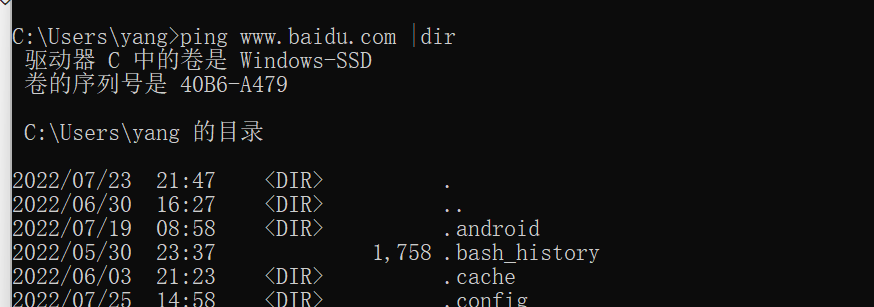 C:\Users\yang>ping www.baidu.com |dir
驱动器 C 中的卷是 Windows-SSD
卷的序列号是 40B6-A479
C:\Users\yang 的目录
2022/07/23  21:47    <DIR>          .
2022/06/30  16:27    <DIR>          ..
2022/07/19  08:58    <DIR>          .android
2022/05/30  23:37             1,758 .bash_history
2022/06/03  21:23    <DIR>          .cache
2022/07/25  14:58    <DIR>          .config